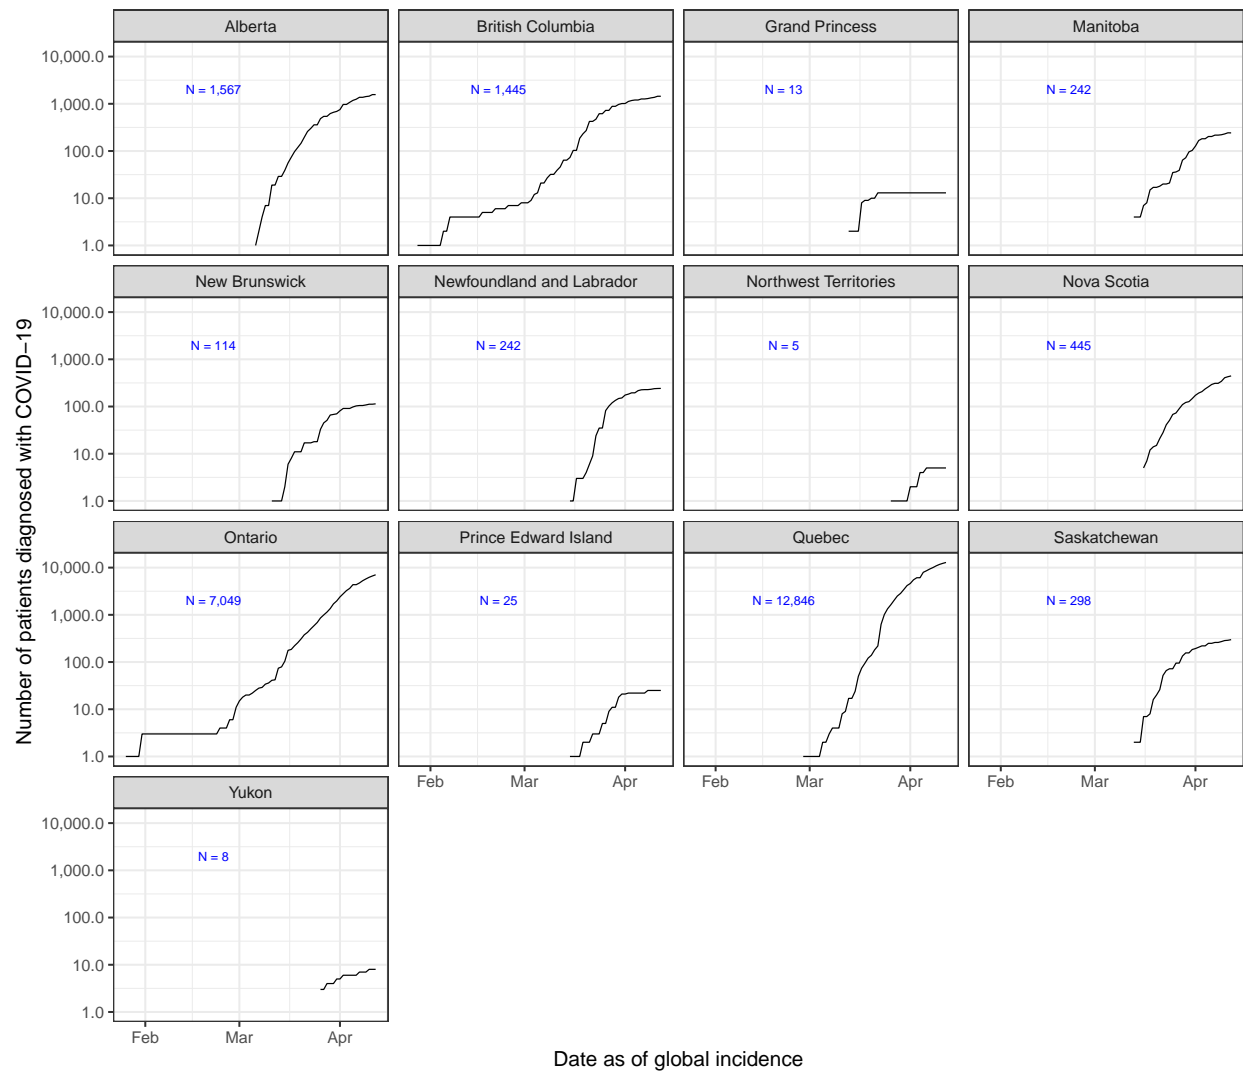 Number of patients diagnosed with COVID−19
Alberta
British Columbia
Grand Princess
Manitoba
10,000.0
1,000.0
100.0
10.0
1.0
N = 1,567
N = 1,445
N = 13
N = 242
New Brunswick
Newfoundland and Labrador
Northwest Territories
Nova Scotia
10,000.0
1,000.0
100.0
10.0
1.0
N = 114
N = 242
N = 5
N = 445
Ontario
Prince Edward Island
Quebec
Saskatchewan
10,000.0
1,000.0
100.0
10.0
1.0
N = 7,049
N = 25
N = 12,846
N = 298
Feb Mar Apr
Feb Mar Apr
Feb Mar Apr
Yukon
10,000.0
1,000.0
100.0
10.0
1.0
N = 8
Feb Mar Apr
Date as of global incidence